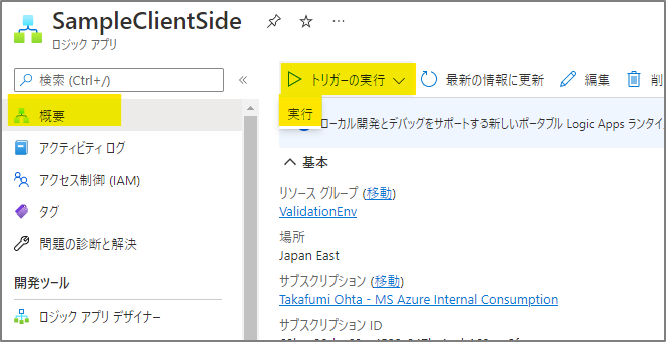 SampleClientSide
ロジック アプリ
検索 (Ctrl+/)
概要
アクティビティ ログ
アクセス制御 (IAM)
タグ
問題の診断と解決
開発ツール
ロジック アプリ デザイナー
トリガーの実行
最新の情報に更新
編集
削
実行
ローカル開発とデバッグをサポートする新しいポータブル Logic Apps ランタイ
基本
リソース グループ (移動)
ValidationEnv
場所
Japan East
サブスクリプション (移動)
Takafumi Ohta - MS Azure Internal Consumption
サブスクリプション ID